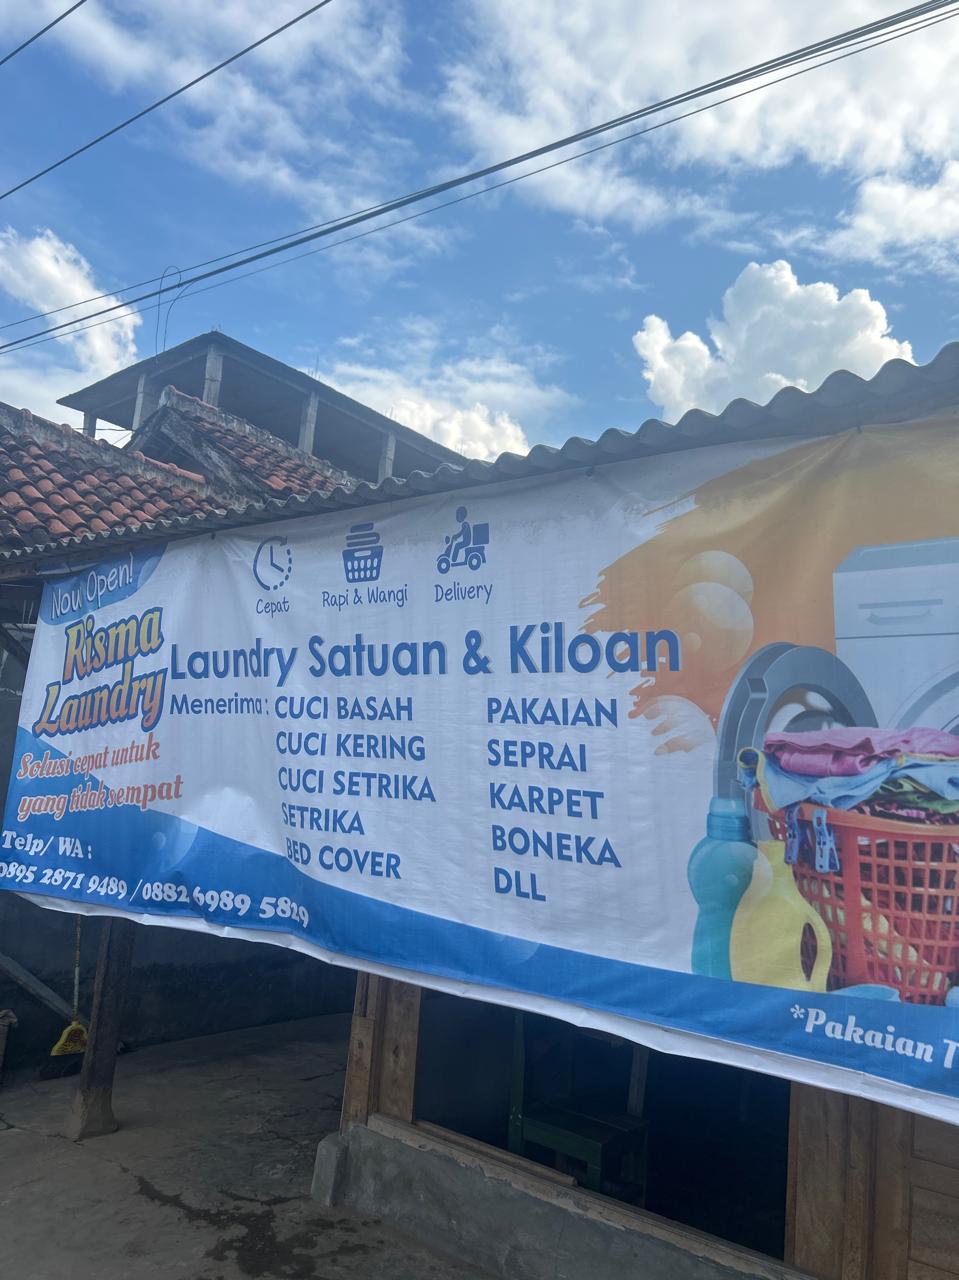 Now Open!
Risma
Laundry
Solusi cepat untuk
yang tidak sempat
Telp/ WA :
0895 2871 9489 /0882 6989 5829
Cepat
Rapi & Wangi
Delivery
Laundry Satuan & Kiloan
Menerima :
CUCI BASAH
CUCI KERING
CUCI SETRIKA
SETRIKA
BED COVER
PAKAIAN
SEPRAI
KARPET
BONEKA
DLL
*Pakaian T